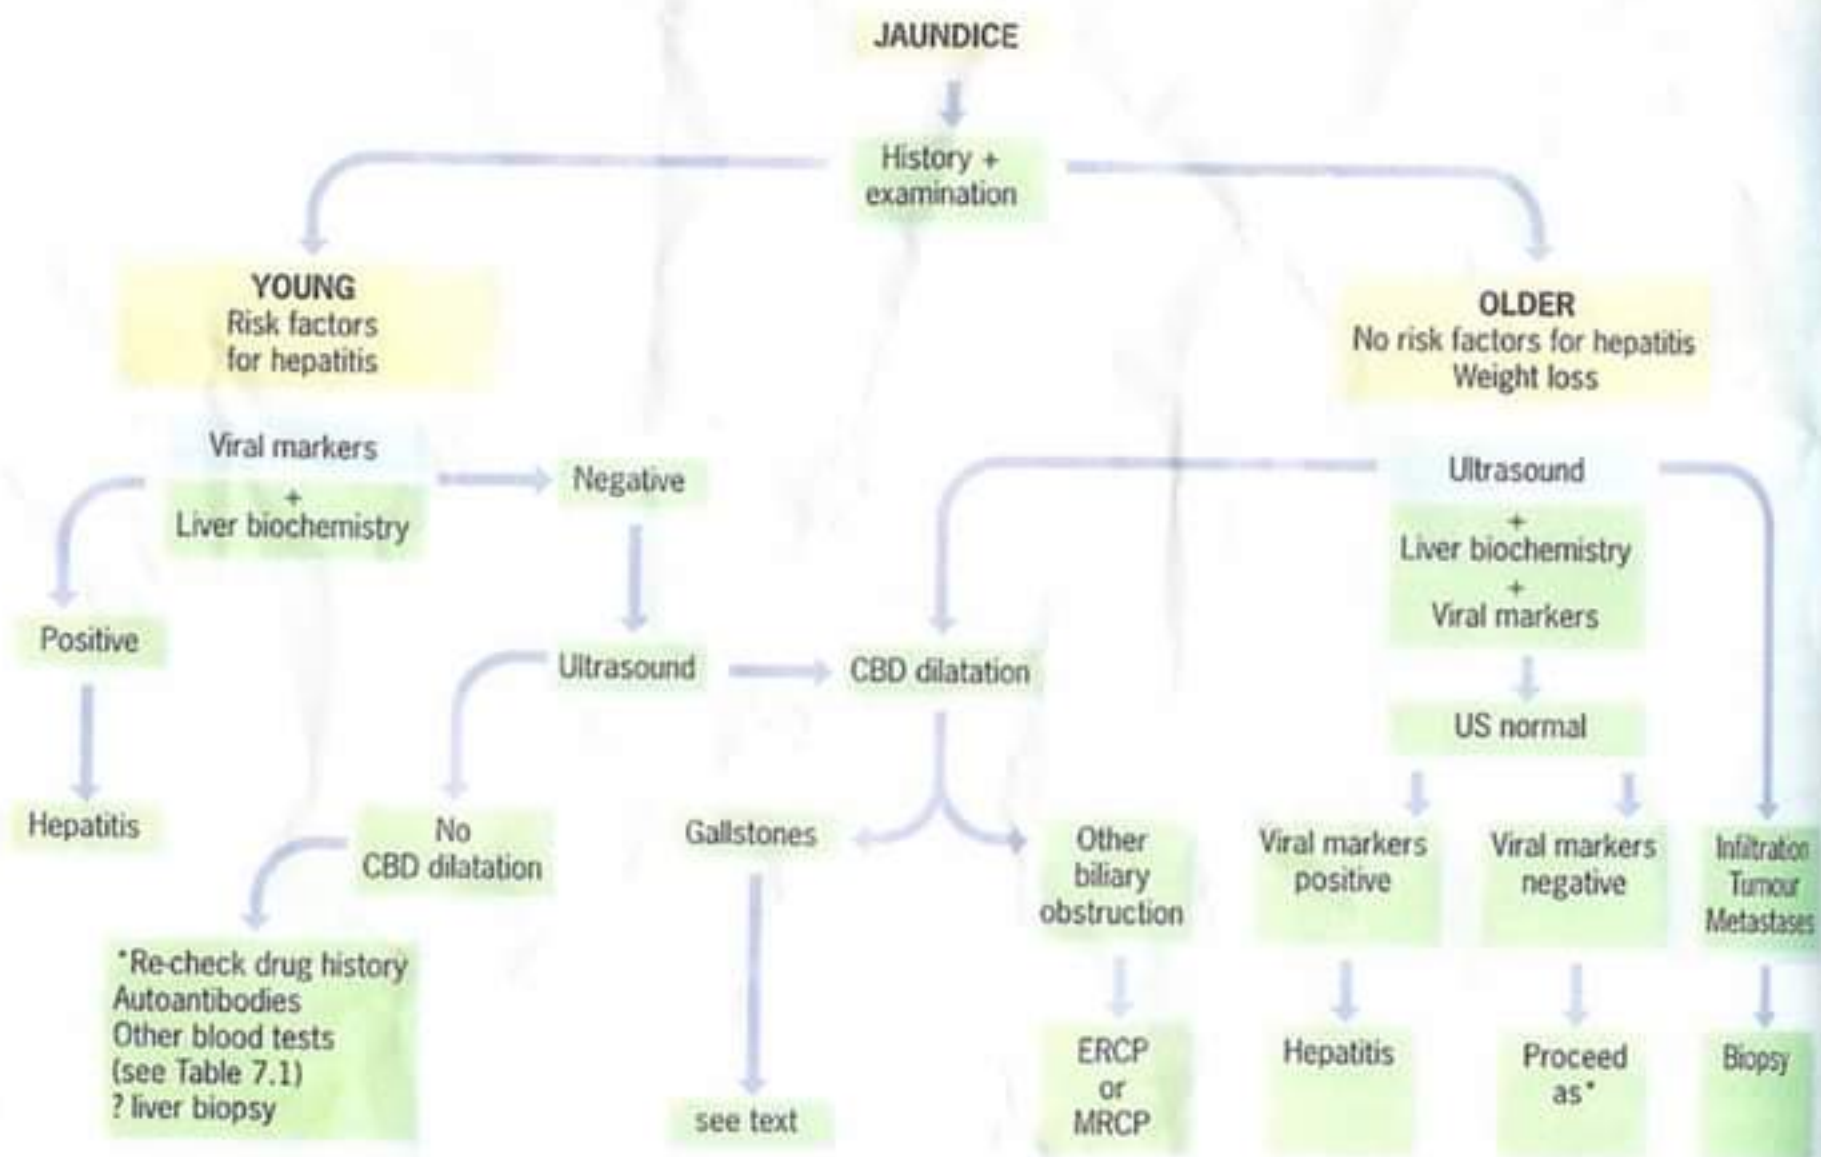 JAUNDICE
History +
examination
YOUNG
Risk factors
for hepatitis
OLDER
No risk factors for hepatitis
Weight loss
Viral markers
+
Liver biochemistry
Negative
Ultrasound
+
Liver biochemistry
+
Viral markers
Positive
Ultrasound
CBD dilatation
US normal
Hepatitis
No
CBD dilatation
Gallstones
Other
biliary
obstruction
Viral markers
positive
Viral markers
negative
Infiltration
Tumour
Metastases
*Re-check drug history
Autoantibodies
Other blood tests
(see Table 7.1)
? liver biopsy
see text
ERCP
or
MRCP
Hepatitis
Proceed
as*
Biopsy